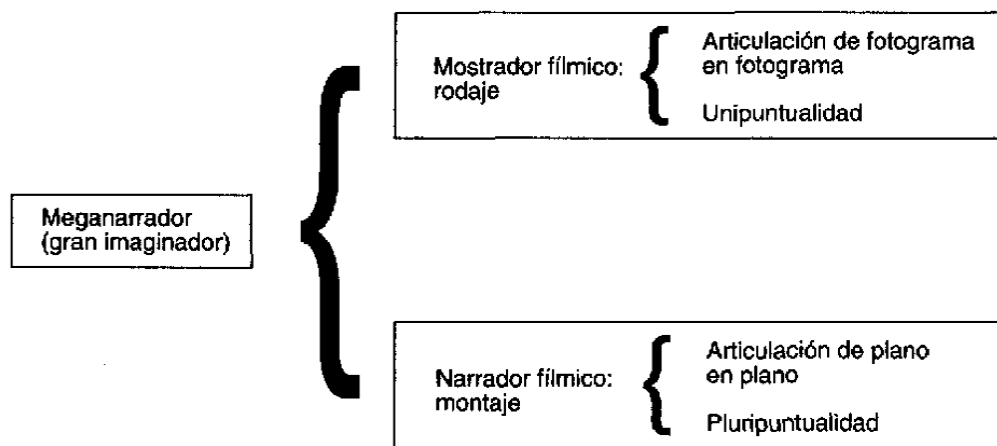 Meganarrador
(gran imaginador)
Mostrador fílmico:
rodaje
Articulación de fotograma
en fotograma
Unipuntualidad
Narrador fílmico:
montaje
Articulación de plano
en plano
Pluripuntualidad